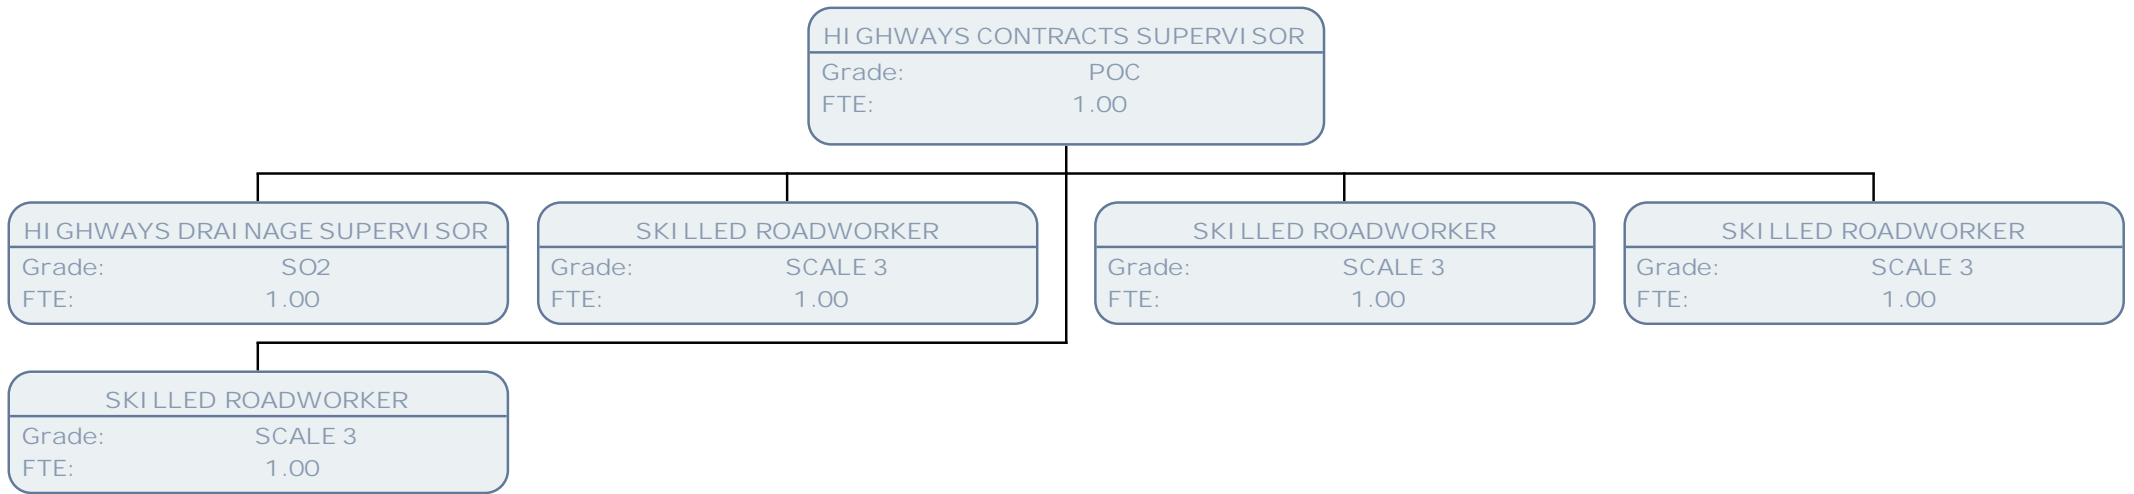 HIGHWAYS CONTRACTS SUPERVISOR
Grade: POC
FTE: 1.00
HIGHWAYS DRAINAGE SUPERVISOR
Grade: SO2
FTE: 1.00
SKILLED ROADWORKER
Grade: SCALE 3
FTE: 1.00
SKILLED ROADWORKER
Grade: SCALE 3
FTE: 1.00
SKILLED ROADWORKER
Grade: SCALE 3
FTE: 1.00
SKILLED ROADWORKER
Grade: SCALE 3
FTE: 1.00